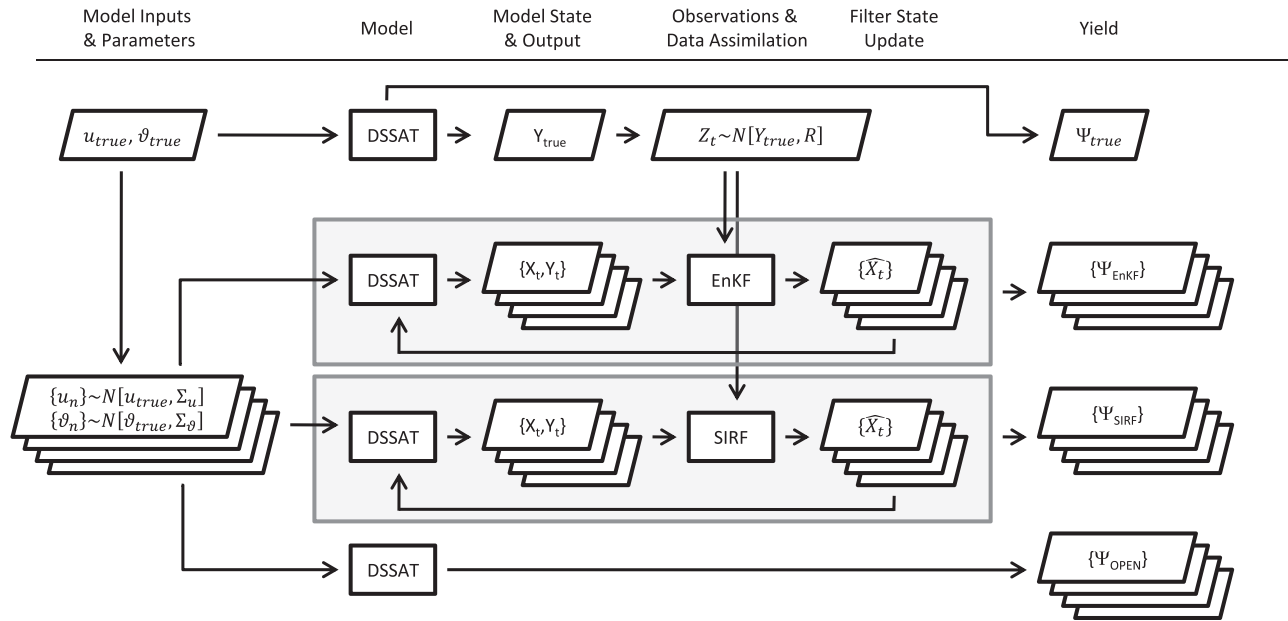 Model Inputs
& Parameters
Model
Model State
& Output
Observations &
Data Assimilation
Filter State
Update
Yield
u_true, ϑ_true
DSSAT
Y_true
Z_t~N[Y_true, R]
Ψ_true
DSSAT
{X_t,Y_t}
EnKF
{X̂_t}
{Ψ_EnKF}
{u_n}~N[u_true, Σ_u]
{ϑ_n}~N[ϑ_true, Σ_ϑ]
DSSAT
{X_t,Y_t}
SIRF
{X̂_t}
{Ψ_SIRF}
DSSAT
{Ψ_OPEN}